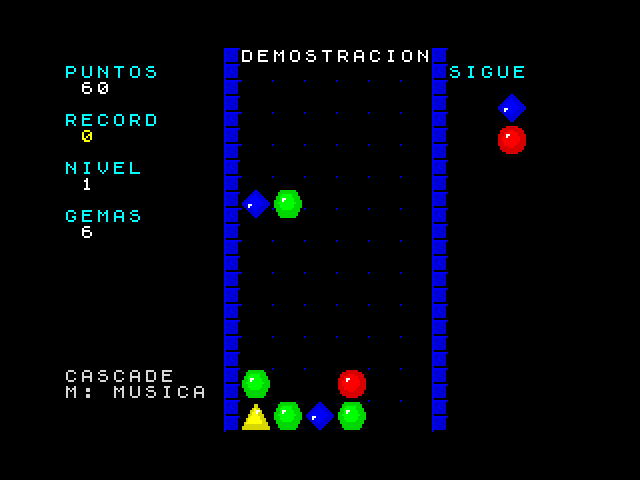 DEMOSTRACION
PUNTOS
60
RECORD
0
NIVEL
1
GEMAS
6
CASCADE
M: MUSICA
SIGUE